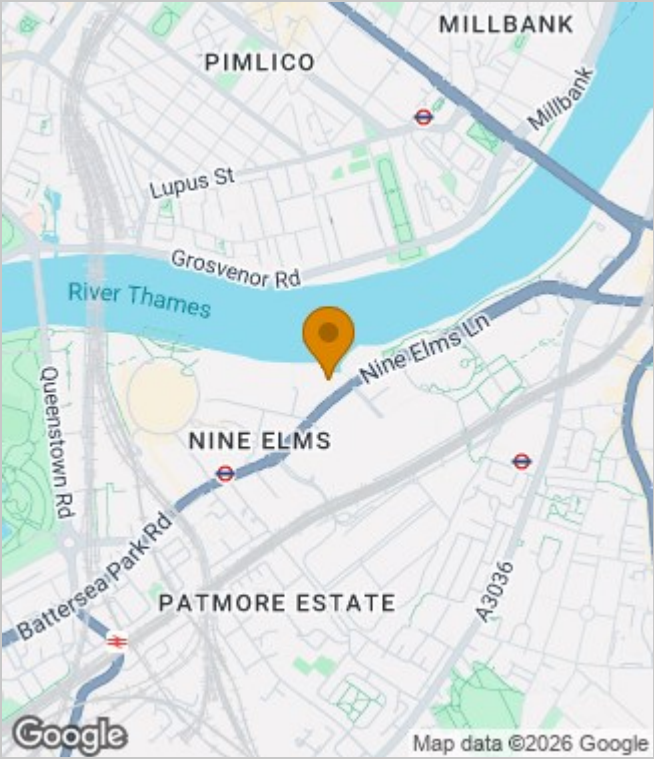 MILLBANK
PIMLICO
Millbank
Lupus St
Grosvenor Rd
River Thames
Nine Elms Ln
Queenstown Rd
NINE ELMS
Battersea Park Rd
A3036
PATMORE ESTATE
Google
Map data ©2026 Google